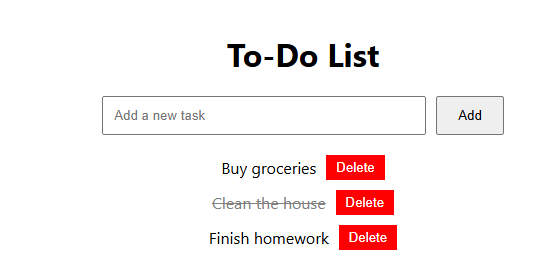 To-Do List
Add a new task Add
Buy groceries Delete
Clean the house Delete
Finish homework Delete